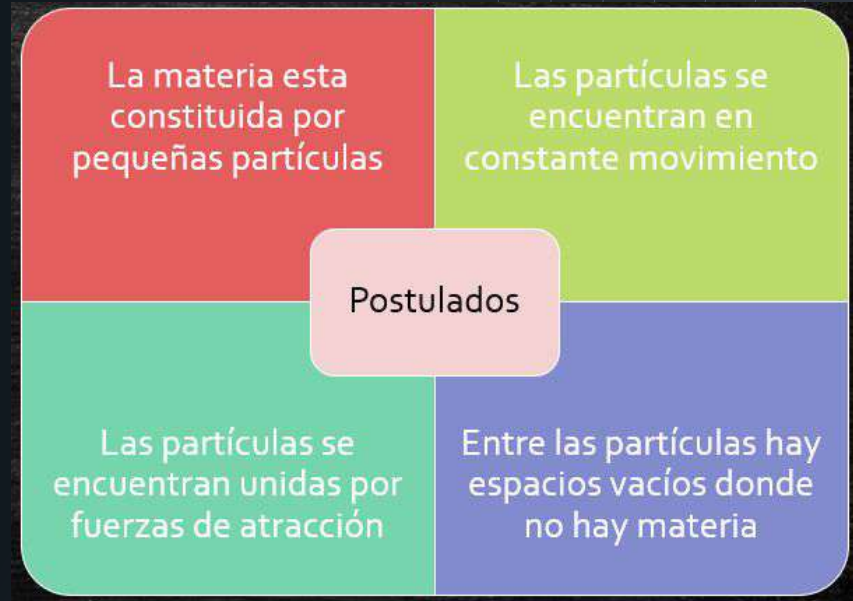 La materia esta
constituida por
pequeñas partículas
Las partículas se
encuentran en
constante movimiento
Postulados
Las partículas se
encuentran unidas por
fuerzas de atracción
Entre las partículas hay
espacios vacíos donde
no hay materia